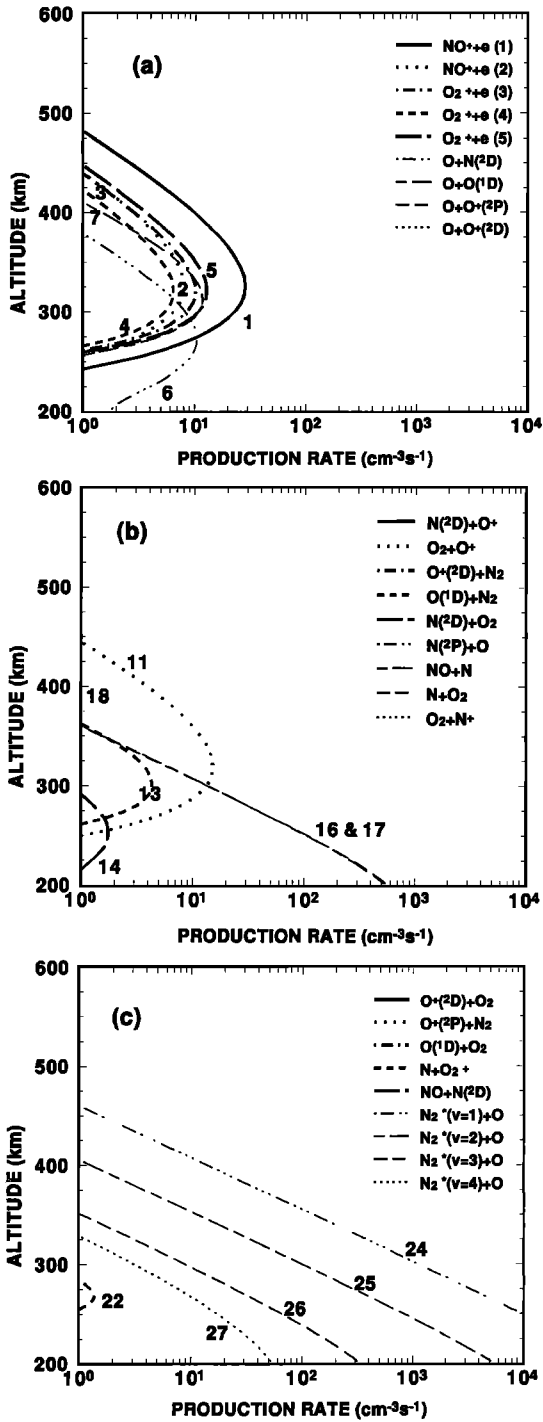 600
500
400
300
200
ALTITUDE (km)
(a)
NO⁺+e (1)
NO⁺+e (2)
O₂⁺+e (3)
O₂⁺+e (4)
O₂⁺+e (5)
O+N(²D)
O+O(¹D)
O+O⁺(²P)
O+O⁺(²D)
3
7
5
2
4
1
6
10⁰ 10¹ 10² 10³ 10⁴
PRODUCTION RATE (cm⁻³s⁻¹)
600
500
400
300
200
ALTITUDE (km)
(b)
N(²D)+O⁺
O₂+O⁺
O⁺(²D)+N₂
O(¹D)+N₂
N(²D)+O₂
N(²P)+O
NO+N
N+O₂
O₂+N⁺
11
18
13
16 & 17
14
10⁰ 10¹ 10² 10³ 10⁴
PRODUCTION RATE (cm⁻³s⁻¹)
600
500
400
300
200
ALTITUDE (km)
(c)
O⁺(²D)+O₂
O⁺(²P)+N₂
O(¹D)+O₂
N+O₂⁺
NO+N(²D)
N₂*(v=1)+O
N₂*(v=2)+O
N₂*(v=3)+O
N₂*(v=4)+O
24
25
22
26
27
10⁰ 10¹ 10² 10³ 10⁴
PRODUCTION RATE (cm⁻³s⁻¹)